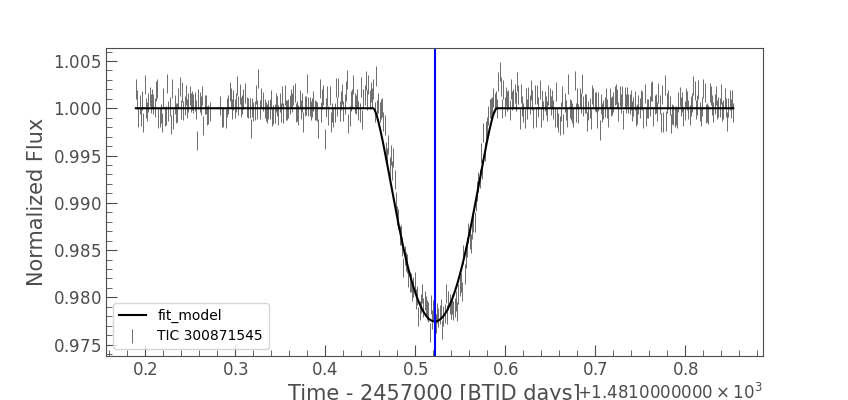 1.005
1.000
0.995
0.990
0.985
0.980
0.975
Normalized Flux
fit_model
TIC 300871545
0.2 0.3 0.4 0.5 0.6 0.7 0.8
Time - 2457000 [BTJD days]
+1.4810000000 × 10³